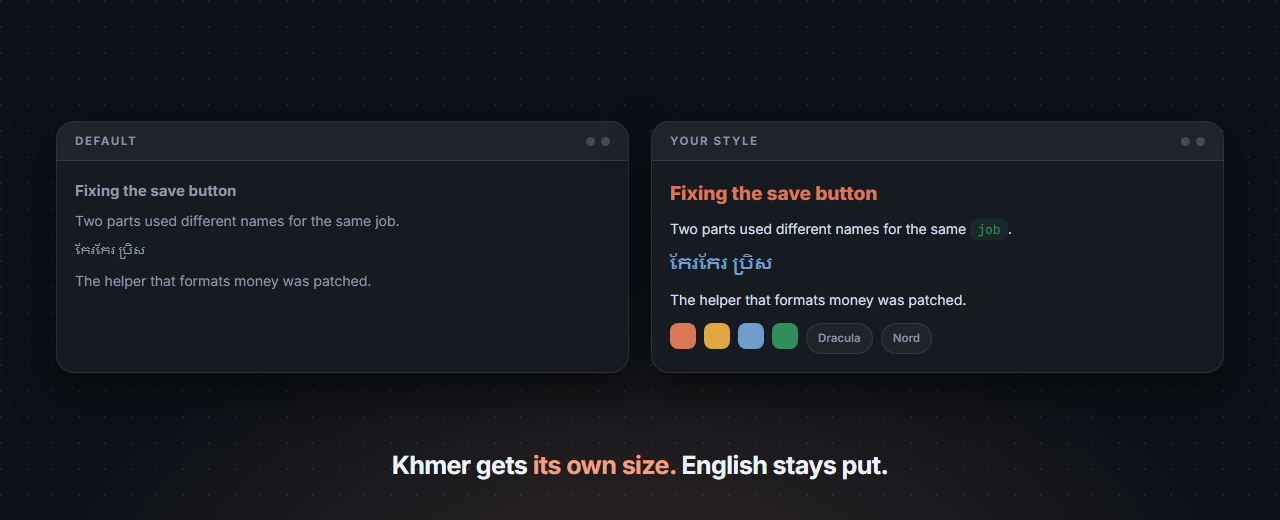 DEFAULT
Fixing the save button
Two parts used different names for the same job.
កែរកែរ ប្រិស
The helper that formats money was patched.
YOUR STYLE
Fixing the save button
Two parts used different names for the same job.
កែរកែរ ប្រិស
The helper that formats money was patched.
Dracula Nord
Khmer gets its own size. English stays put.